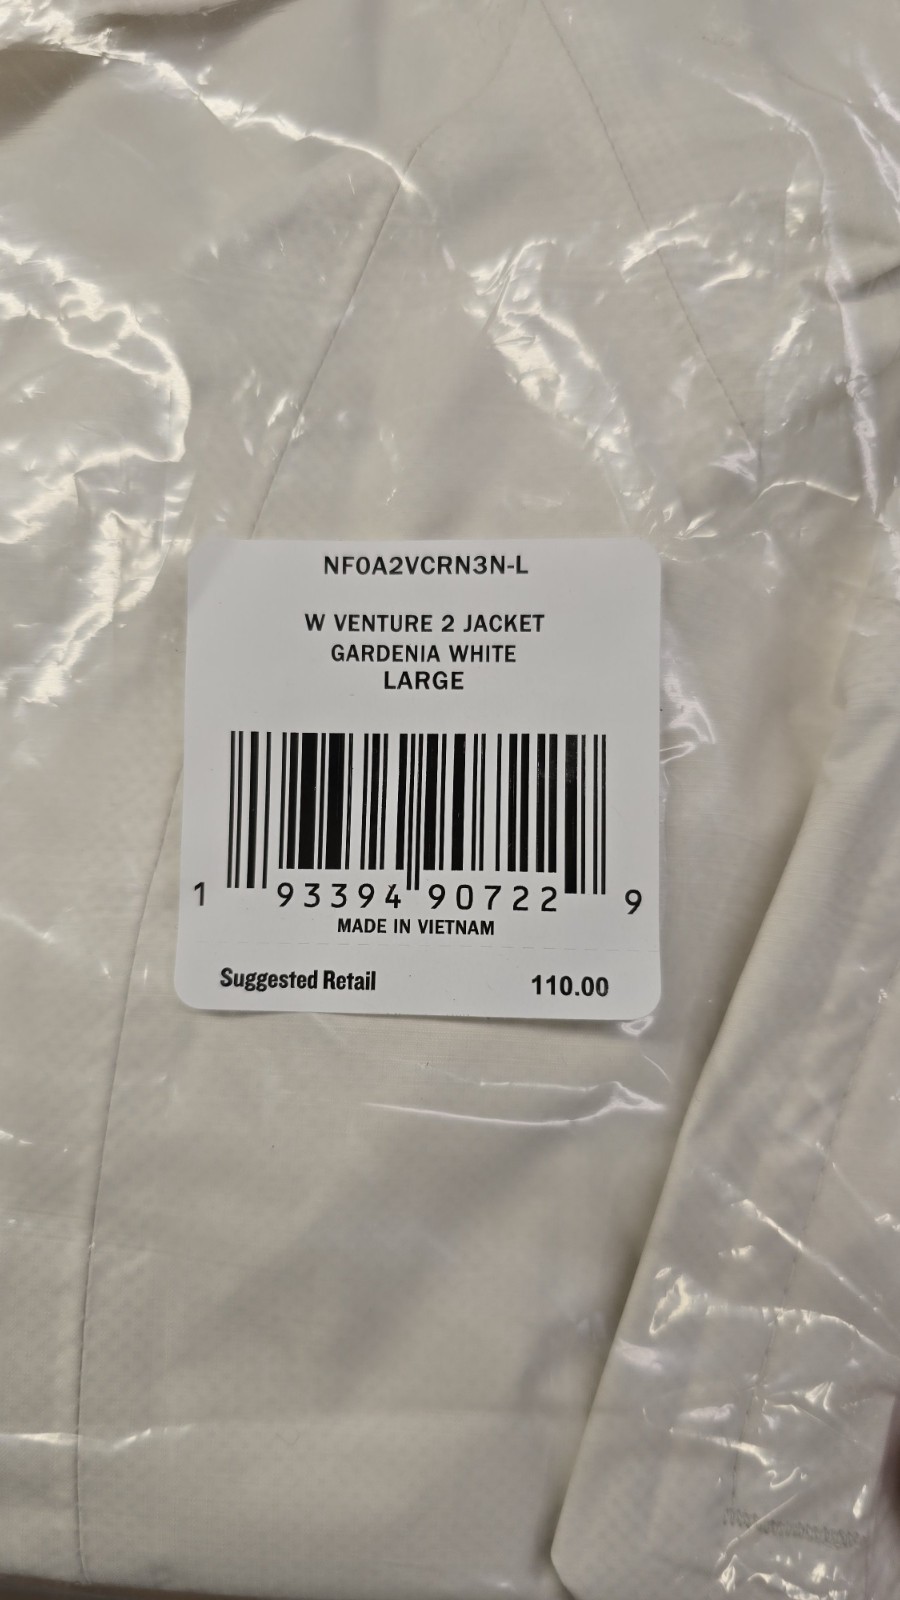 NF0A2VCRN3N-L
W VENTURE 2 JACKET
GARDENIA WHITE
LARGE
1 93394 90722 9
MADE IN VIETNAM
Suggested Retail 110.00